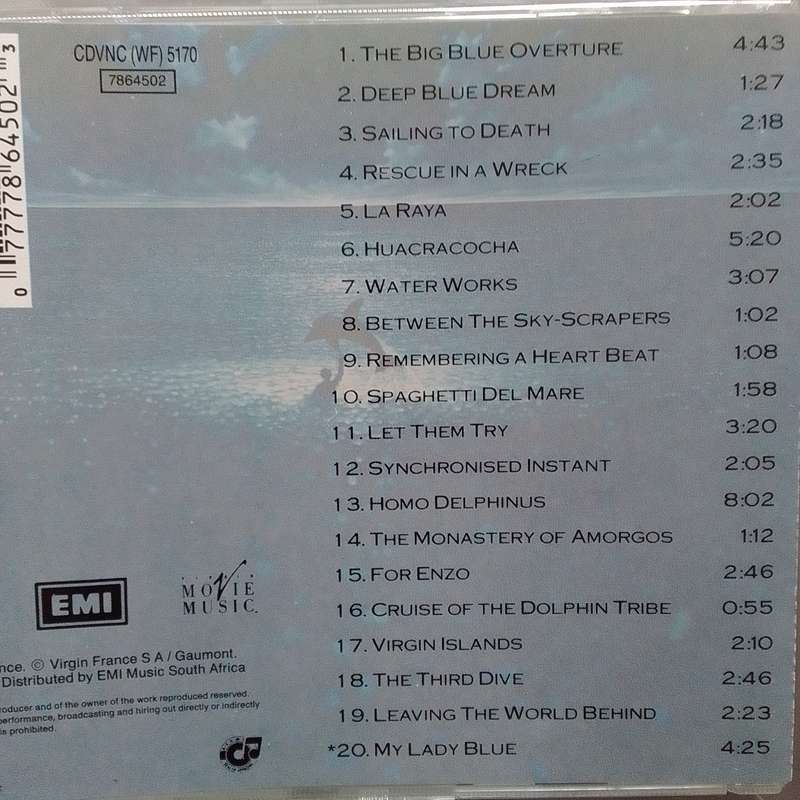 CDVNC (WF) 5170
7864502
0 77778 64502 3
1. THE BIG BLUE OVERTURE 4:43
2. DEEP BLUE DREAM 1:27
3. SAILING TO DEATH 2:18
4. RESCUE IN A WRECK 2:35
5. LA RAYA 2:02
6. HUACRACOCHA 5:20
7. WATER WORKS 3:07
8. BETWEEN THE SKY-SCRAPERS 1:02
9. REMEMBERING A HEART BEAT 1:08
10. SPAGHETTI DEL MARE 1:58
11. LET THEM TRY 3:20
12. SYNCHRONISED INSTANT 2:05
13. HOMO DELPHINUS 8:02
14. THE MONASTERY OF AMORGOS 1:12
15. FOR ENZO 2:46
16. CRUISE OF THE DOLPHIN TRIBE 0:55
17. VIRGIN ISLANDS 2:10
18. THE THIRD DIVE 2:46
19. LEAVING THE WORLD BEHIND 2:23
*20. MY LADY BLUE 4:25
EMI
MOVIE
MUSIC
nce. © Virgin France S A / Gaumont.
Distributed by EMI Music South Africa
oducer and of the owner of the work reproduced reserved.
performance, broadcasting and hiring out directly or indirectly
is prohibited.